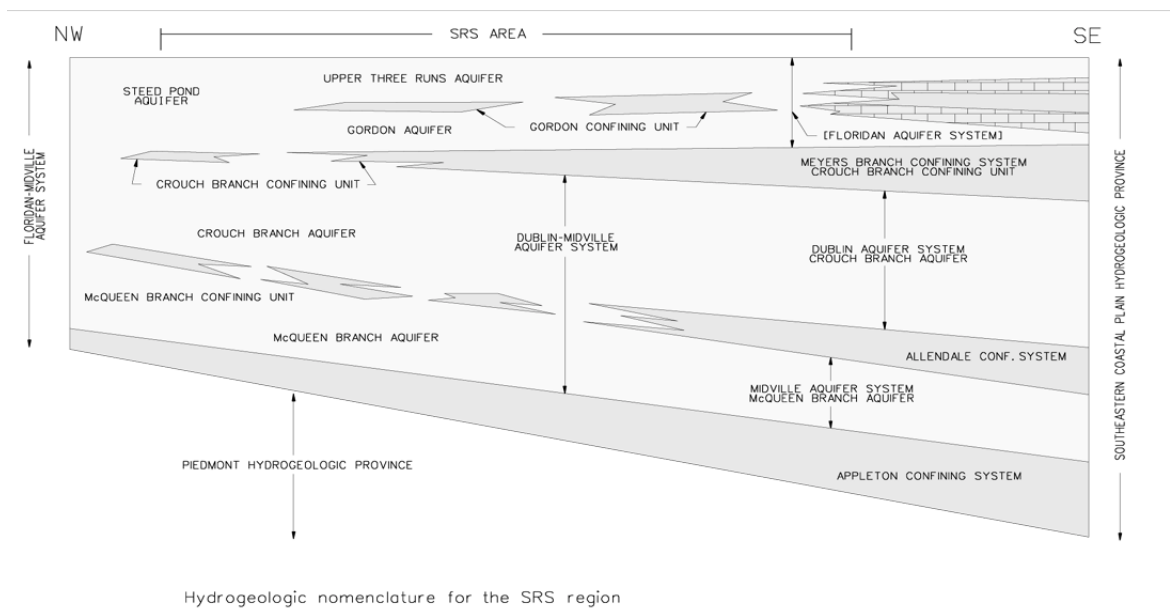 NW
SRS AREA
SE
UPPER THREE RUNS AQUIFER
STEED POND
AQUIFER
GORDON AQUIFER
GORDON CONFINING UNIT
[FLORIDAN AQUIFER SYSTEM]
CROUCH BRANCH CONFINING UNIT
MEYERS BRANCH CONFINING SYSTEM
CROUCH BRANCH CONFINING UNIT
FLORIDAN-MIDVILLE
AQUIFER SYSTEM
CROUCH BRANCH AQUIFER
DUBLIN-MIDVILLE
AQUIFER SYSTEM
DUBLIN AQUIFER SYSTEM
CROUCH BRANCH AQUIFER
SOUTHEASTERN COASTAL PLAIN HYDROGEOLOGIC PROVINCE
McQUEEN BRANCH CONFINING UNIT
McQUEEN BRANCH AQUIFER
ALLENDALE CONF. SYSTEM
MIDVILLE AQUIFER SYSTEM
McQUEEN BRANCH AQUIFER
PIEDMONT HYDROGEOLOGIC PROVINCE
APPLETON CONFINING SYSTEM
Hydrogeologic nomenclature for the SRS region